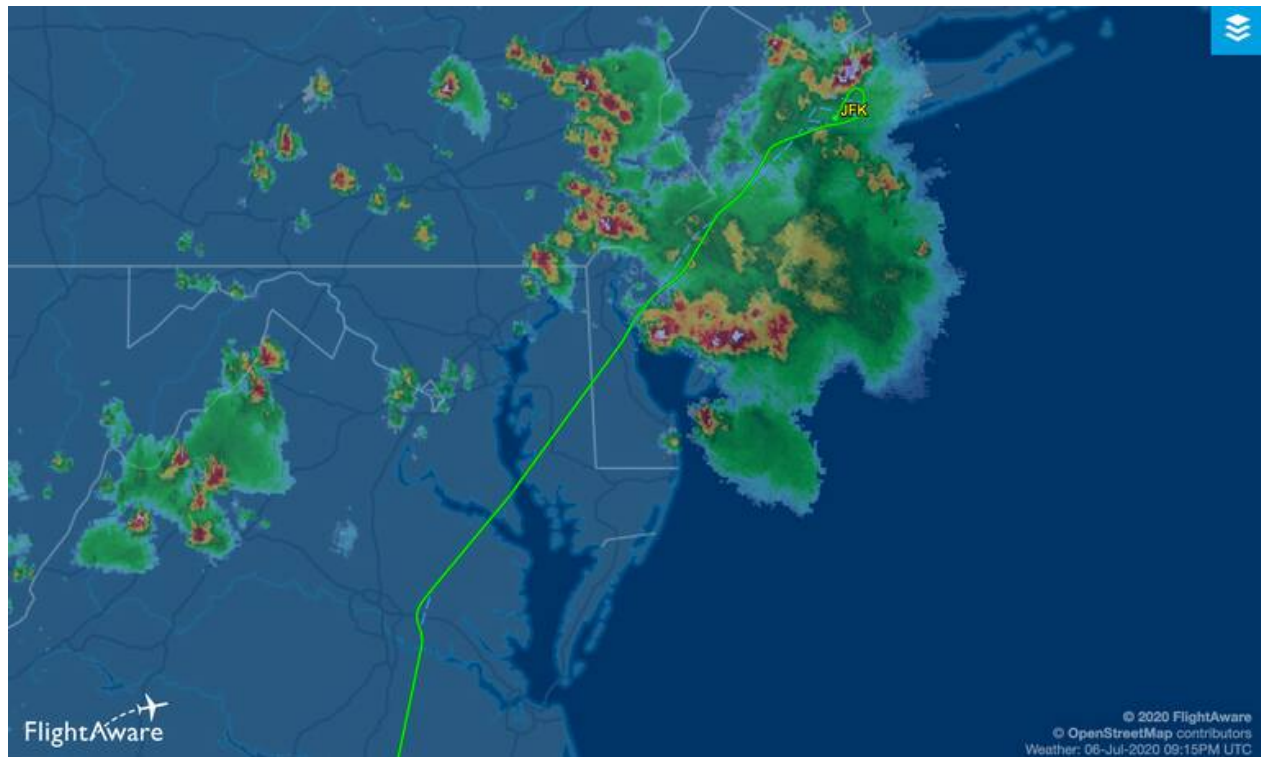 JFK
FlightAware
© 2020 FlightAware
© OpenStreetMap contributors
Weather: 06-Jul-2020 09:15PM UTC